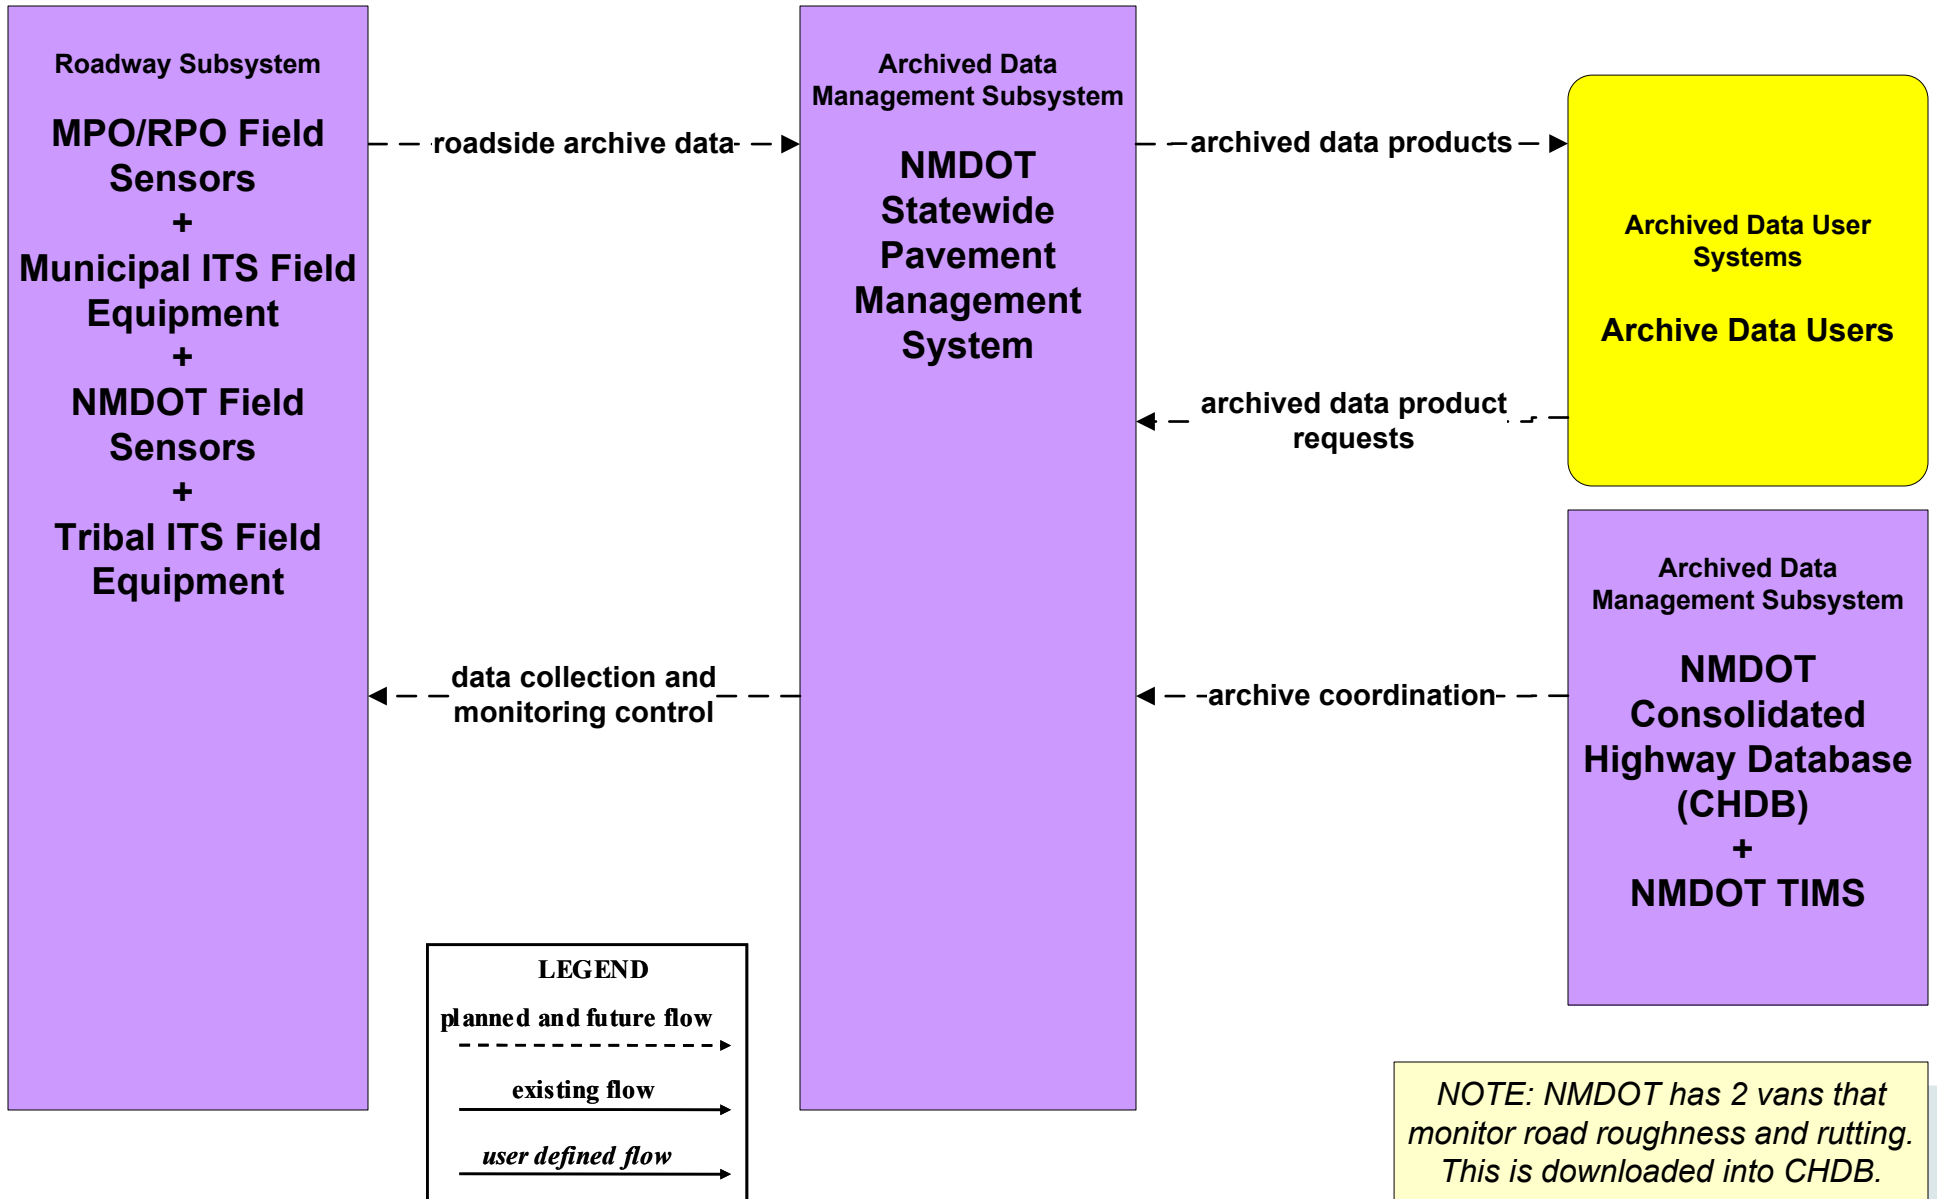 Roadway Subsystem
MPO/RPO Field
Sensors
+
Municipal ITS Field
Equipment
+
NMDOT Field
Sensors
+
Tribal ITS Field
Equipment
roadside archive data
data collection and
monitoring control
Archived Data
Management Subsystem
NMDOT
Statewide
Pavement
Management
System
archived data products
archived data product
requests
archive coordination
Archived Data User
Systems
Archive Data Users
Archived Data
Management Subsystem
NMDOT
Consolidated
Highway Database
(CHDB)
+
NMDOT TIMS
LEGEND
planned and future flow
existing flow
user defined flow
NOTE: NMDOT has 2 vans that
monitor road roughness and rutting.
This is downloaded into CHDB.